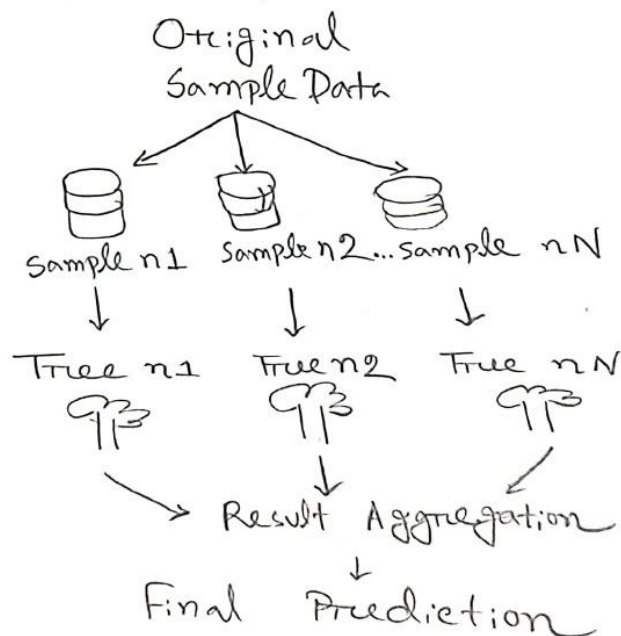 Original
Sample Data
Sample n1 Sample n2...Sample nN
Tree n1 Tree n2 Tree nN
Result Aggregation
Final Prediction